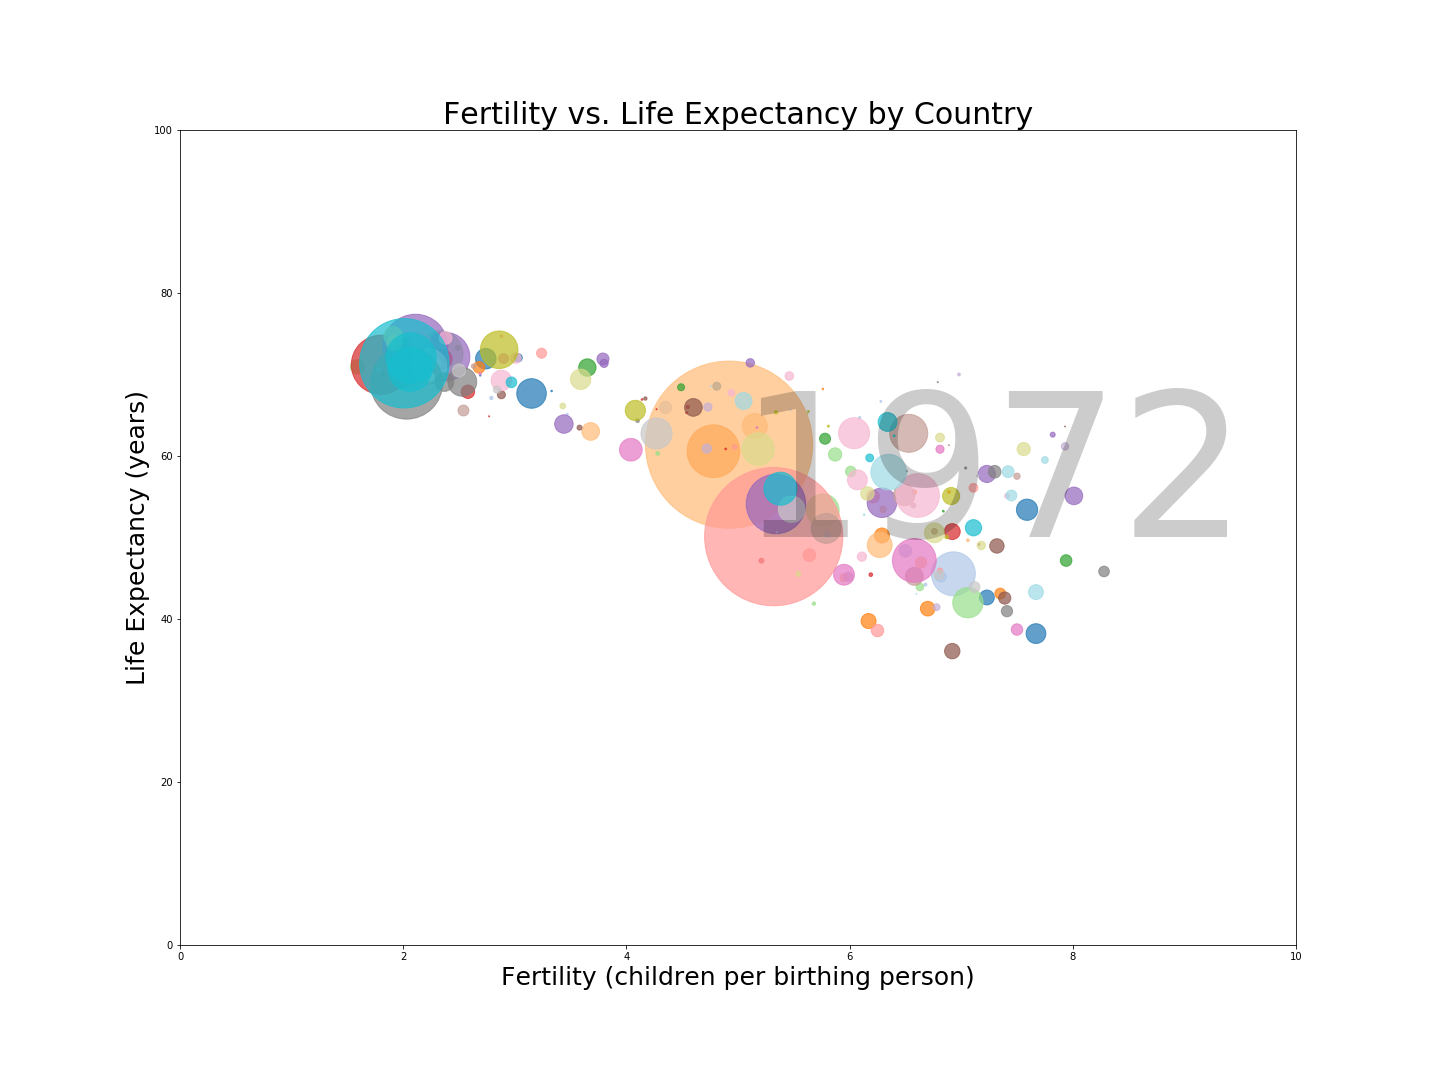 Fertility vs. Life Expectancy by Country
100
80
60
40
20
0
Life Expectancy (years)
1972
0 2 4 6 8 10
Fertility (children per birthing person)